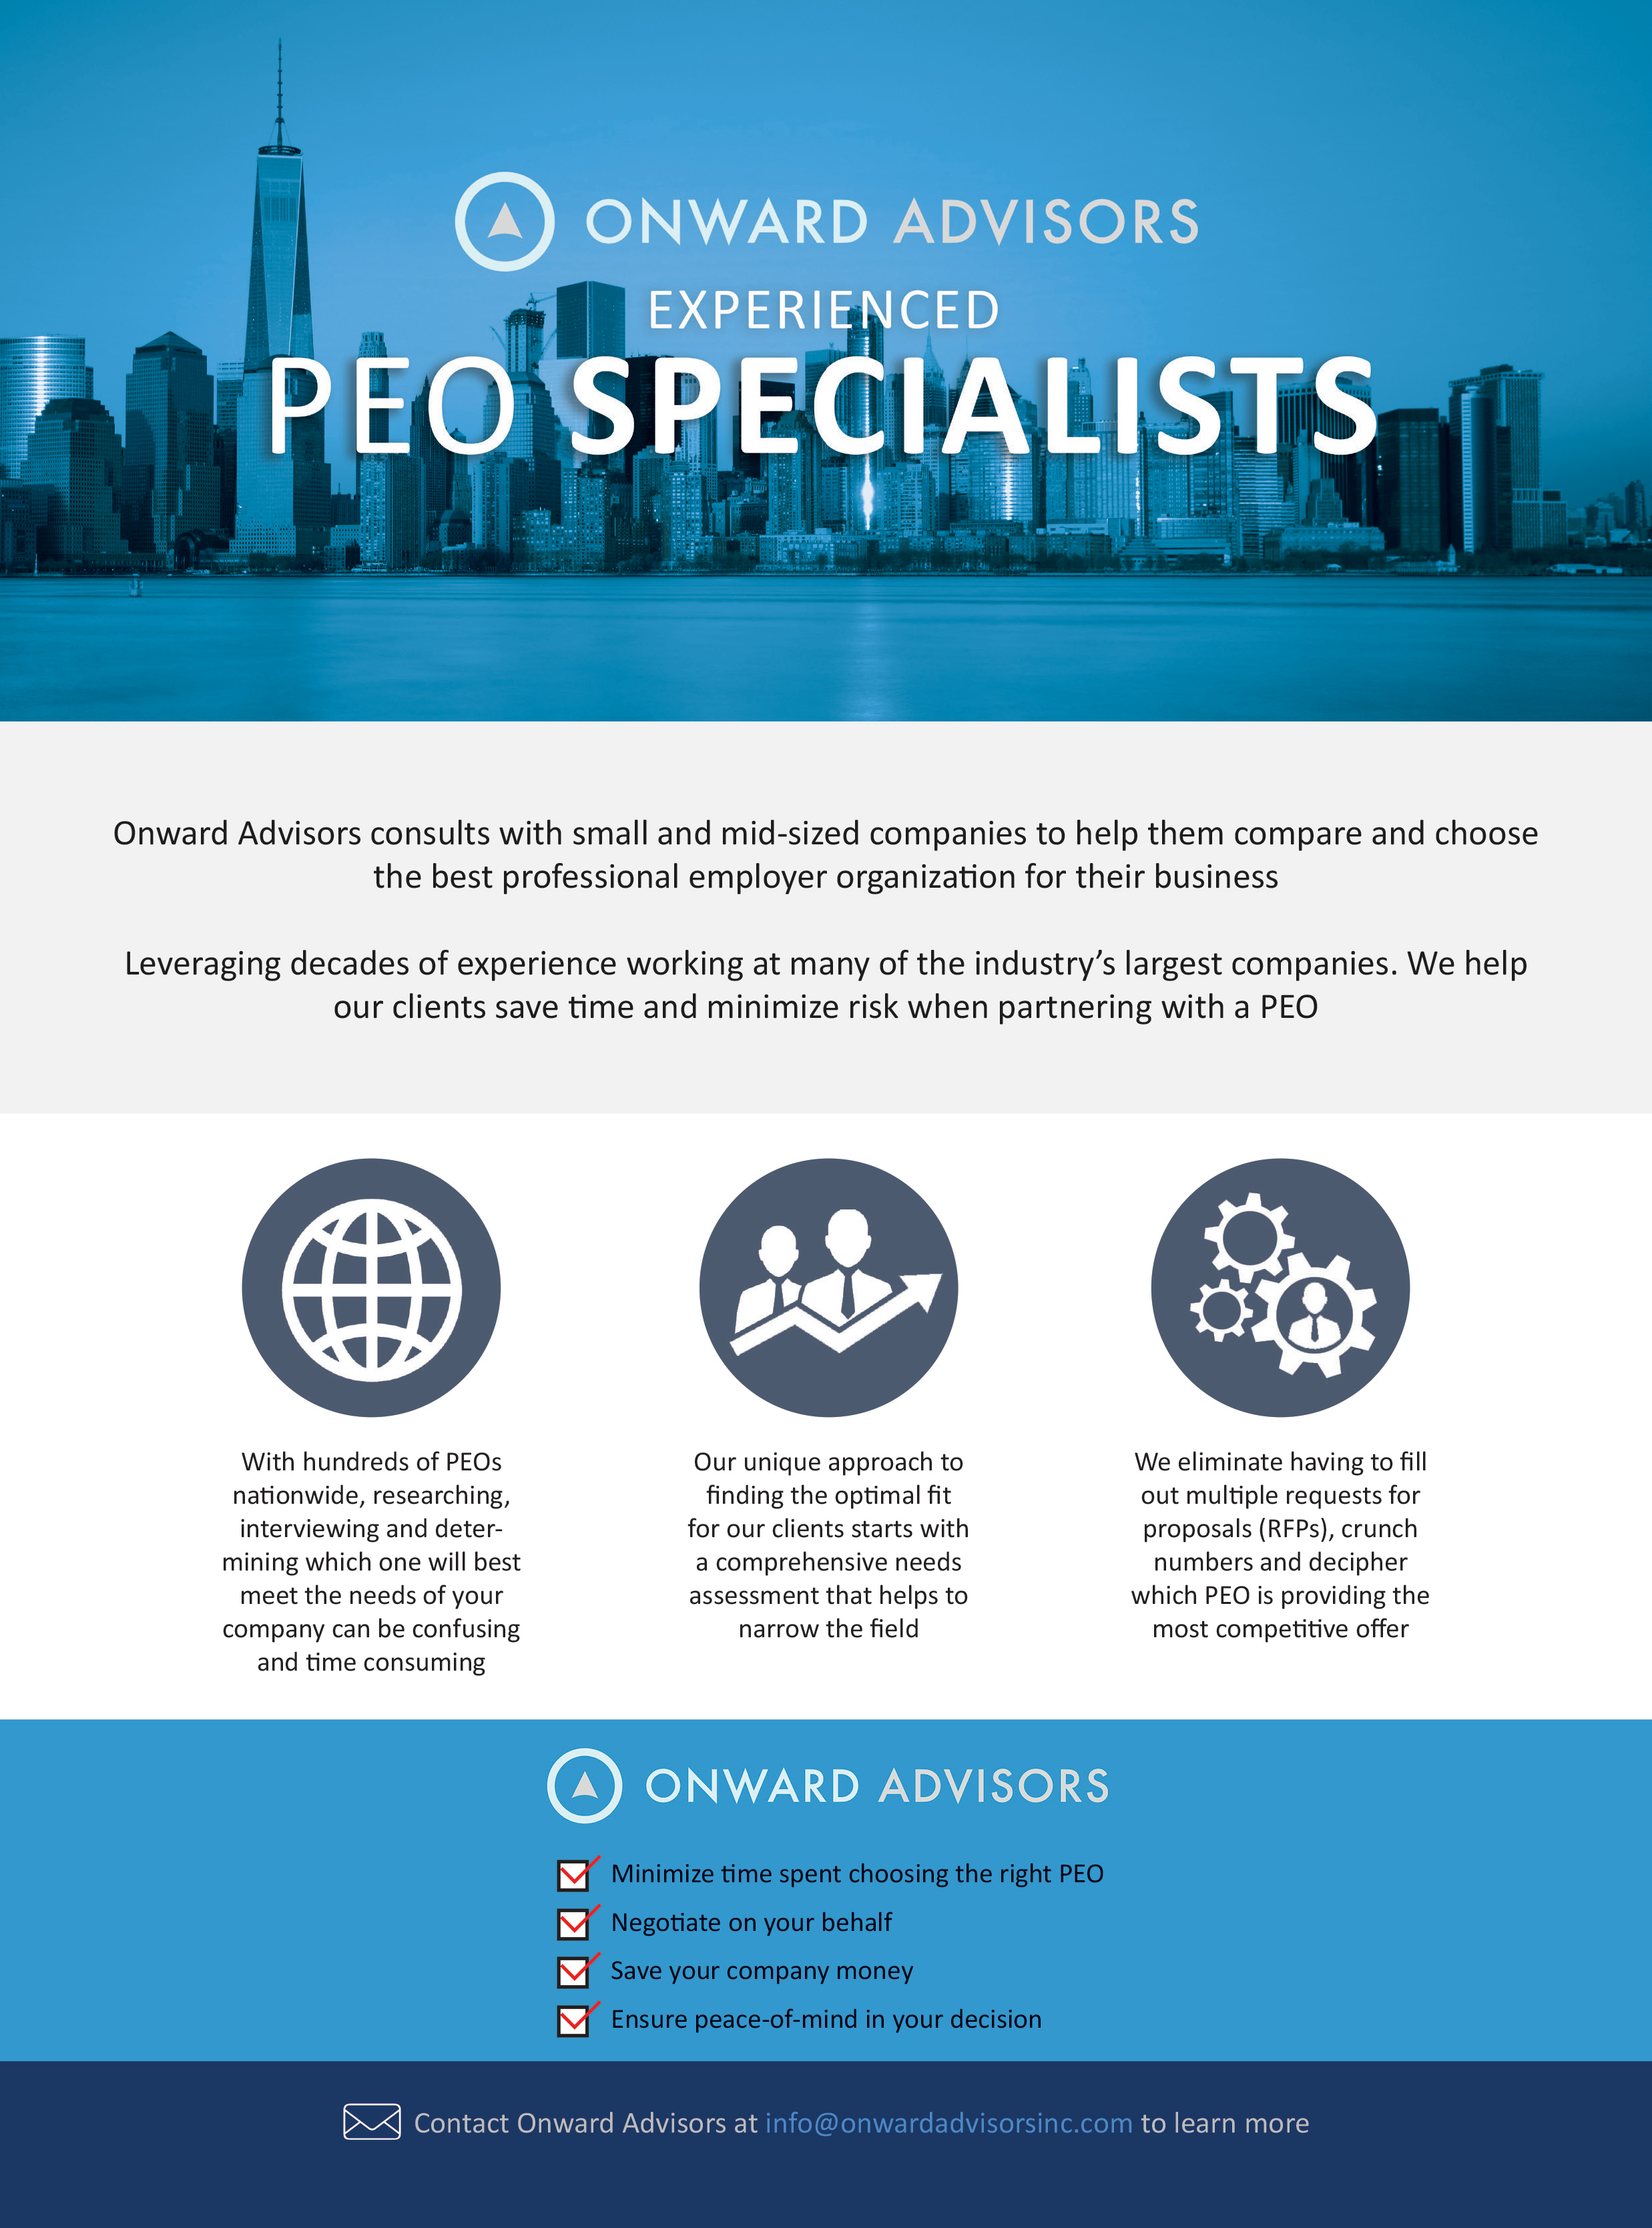 ONWARD ADVISORS
EXPERIENCED
PEO SPECIALISTS
Onward Advisors consults with small and mid-sized companies to help them compare and choose
the best professional employer organization for their business
Leveraging decades of experience working at many of the industry’s largest companies. We help
our clients save time and minimize risk when partnering with a PEO
With hundreds of PEOs
nationwide, researching,
interviewing and deter-
mining which one will best
meet the needs of your
company can be confusing
and time consuming
Our unique approach to
finding the optimal fit
for our clients starts with
a comprehensive needs
assessment that helps to
narrow the field
We eliminate having to fill
out multiple requests for
proposals (RFPs), crunch
numbers and decipher
which PEO is providing the
most competitive offer
ONWARD ADVISORS
Minimize time spent choosing the right PEO
Negotiate on your behalf
Save your company money
Ensure peace-of-mind in your decision
Contact Onward Advisors at info@onwardadvisorsinc.com to learn more